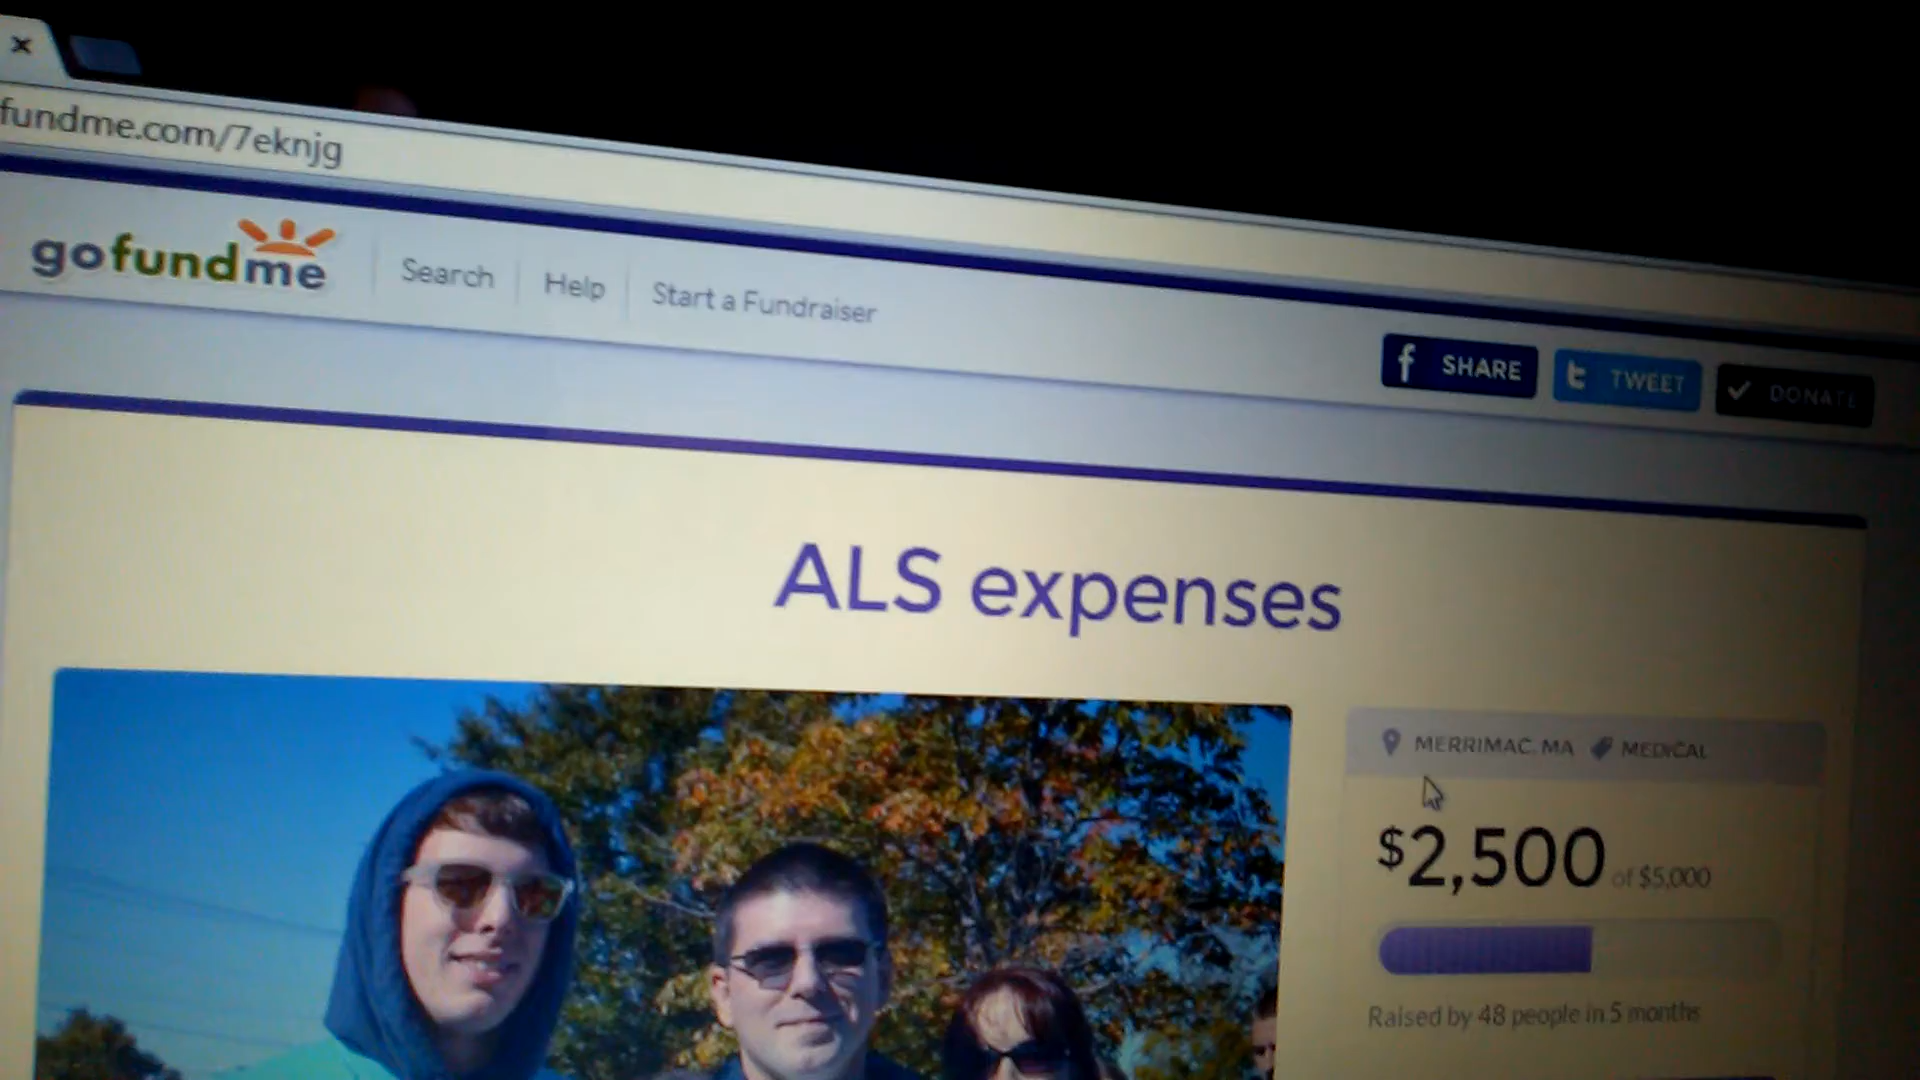 fundme.com/7eknjg
gofundme
Search
Help
Start a Fundraiser
SHARE
TWEET
DONATE
ALS expenses
MERRIMAC, MA
MEDICAL
$2,500 of $5,000
Raised by 48 people in 5 months